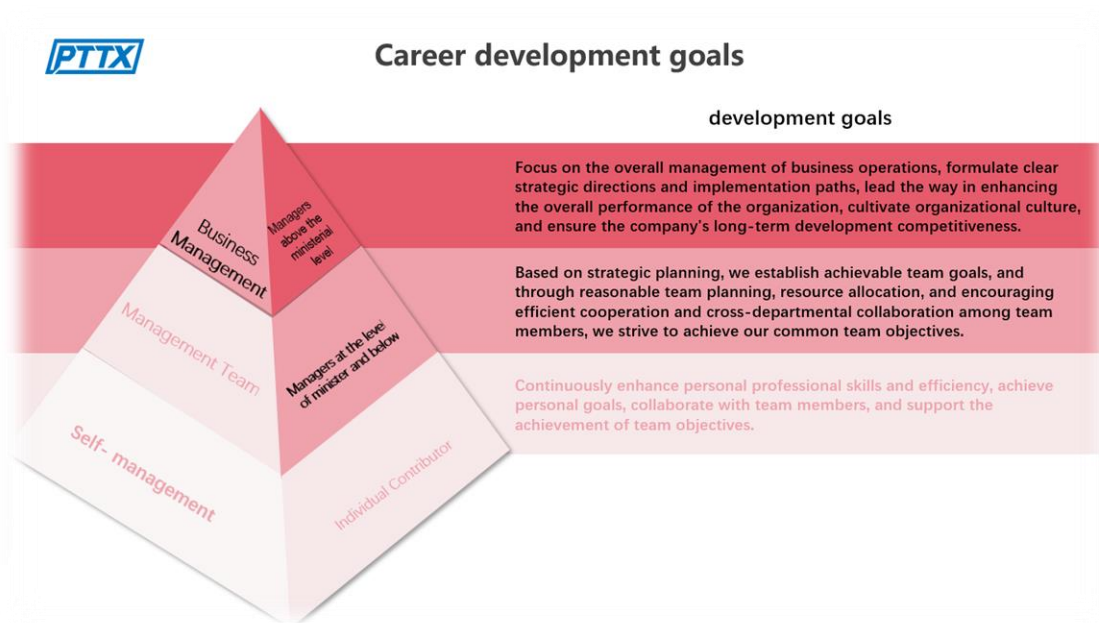 PTTX
Career development goals
development goals
Business
Management
Managers
above the
ministerial
level
Focus on the overall management of business operations, formulate clear
strategic directions and implementation paths, lead the way in enhancing
the overall performance of the organization, cultivate organizational culture,
and ensure the company's long-term development competitiveness.
Management Team
Managers at the level
of minister and below
Based on strategic planning, we establish achievable team goals, and
through reasonable team planning, resource allocation, and encouraging
efficient cooperation and cross-departmental collaboration among team
members, we strive to achieve our common team objectives.
Self- management
Individual Contributor
Continuously enhance personal professional skills and efficiency, achieve
personal goals, collaborate with team members, and support the
achievement of team objectives.